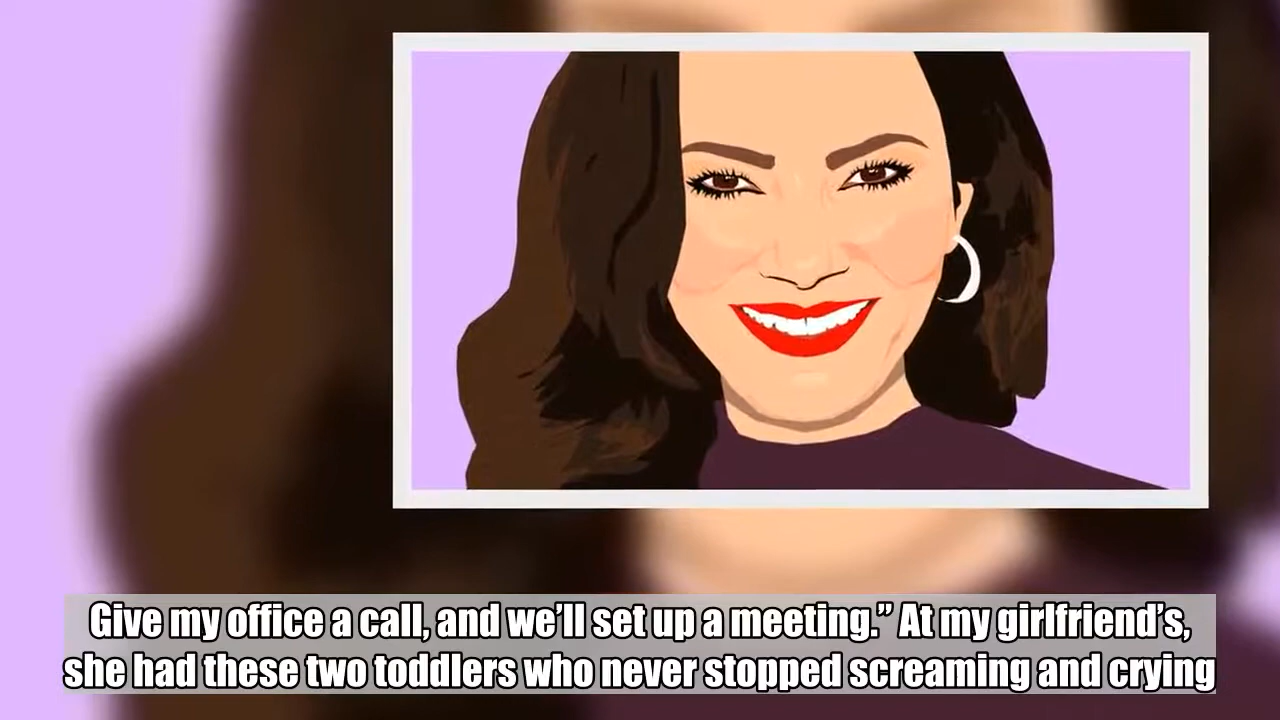 Give my office a call, and we’ll set up a meeting.” At my girlfriend’s,
she had these two toddlers who never stopped screaming and crying